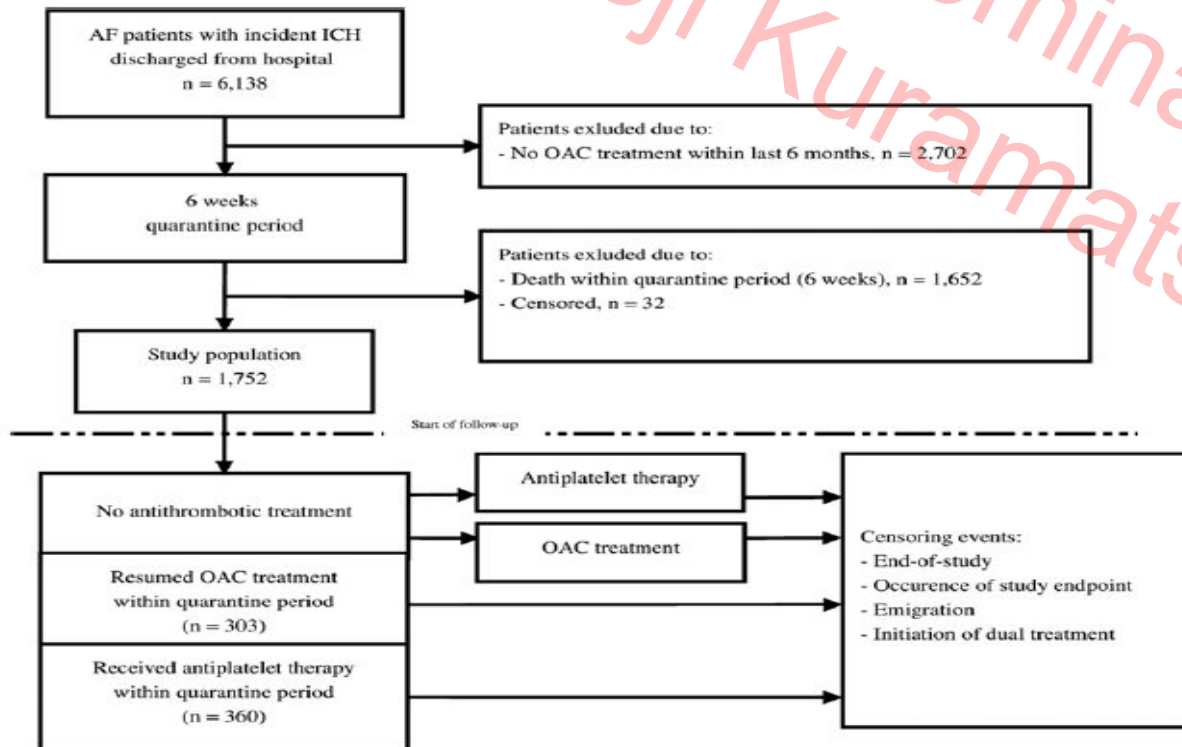 AF patients with incident ICH
discharged from hospital
n = 6,138
Patients exluded due to:
- No OAC treatment within last 6 months, n = 2,702
6 weeks
quarantine period
Patients exluded due to:
- Death within quarantine period (6 weeks), n = 1,652
- Censored, n = 32
Study population
n = 1,752
Start of follow-up
No antithrombotic treatment
Antiplatelet therapy
OAC treatment
Resumed OAC treatment
within quarantine period
(n = 303)
Received antiplatelet therapy
within quarantine period
(n = 360)
Censoring events:
- End-of-study
- Occurence of study endpoint
- Emigration
- Initiation of dual treatment